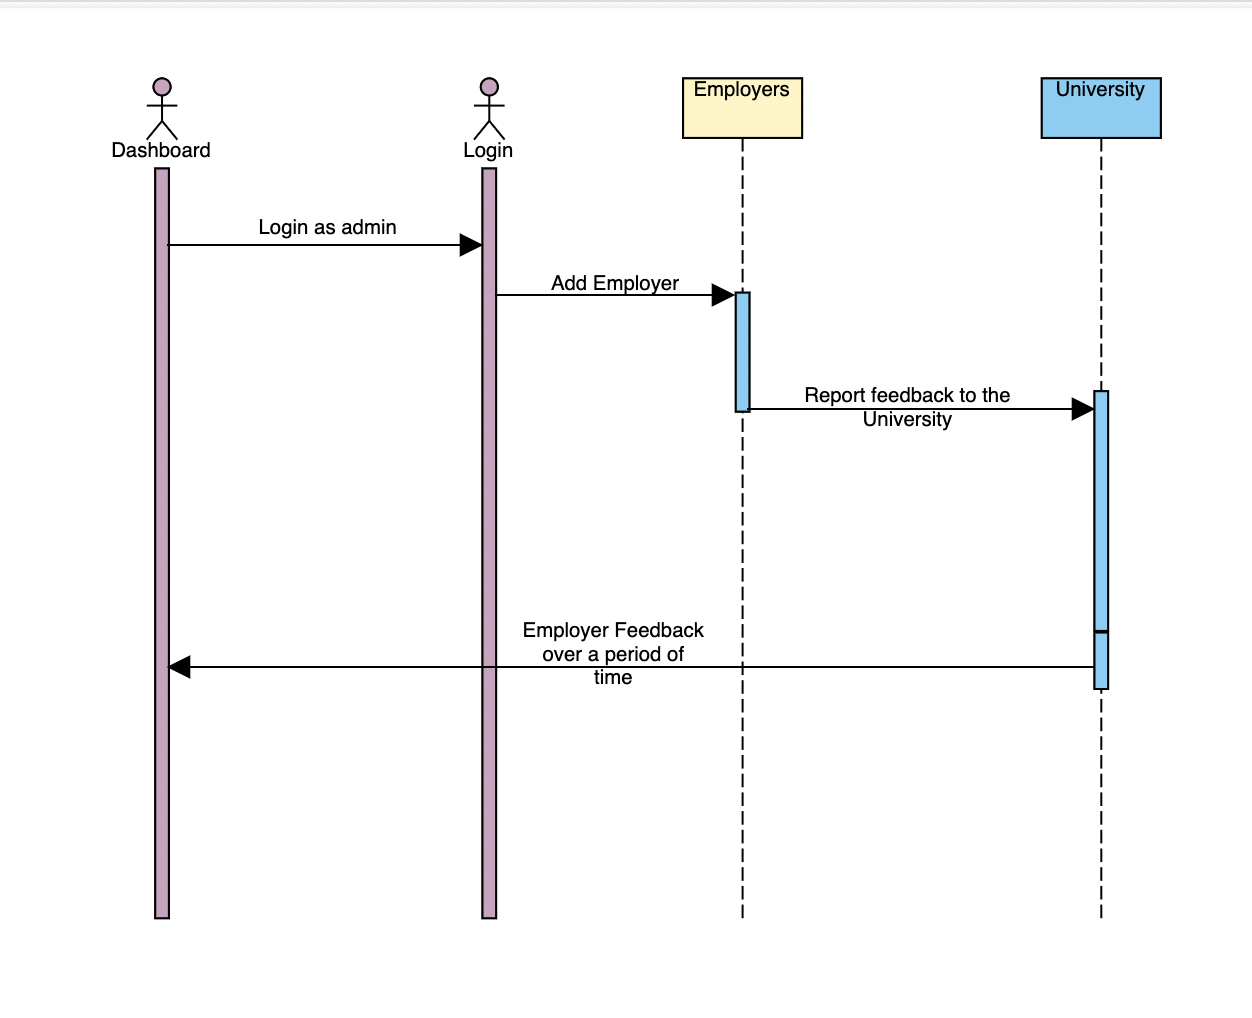 Employers
University
Dashboard
Login
Login as admin
Add Employer
Report feedback to the
University
Employer Feedback
over a period of
time